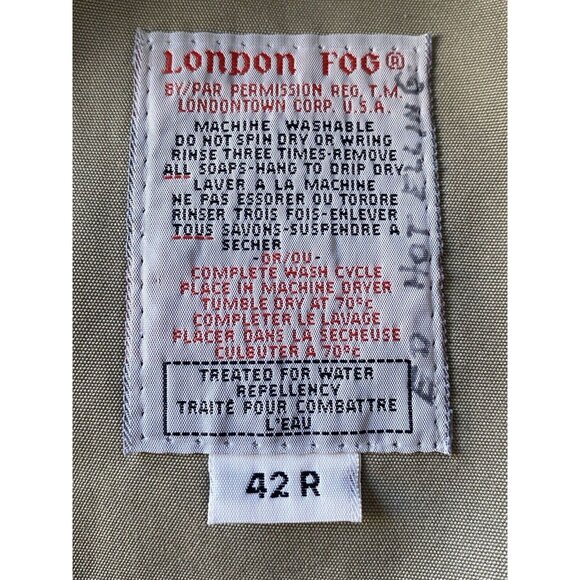 LONDON FOG®
BY/PAR PERMISSION REG. T.M.
LONDONTOWN CORP. U.S.A.
MACHINE WASHABLE
DO NOT SPIN DRY OR WRING
RINSE THREE TIMES-REMOVE
ALL SOAPS-HANG TO DRIP DRY
LAVER A LA MACHINE
NE PAS ESSORER OU TORDRE
RINSER TROIS FOIS-ENLEVER
TOUS SAVONS-SUSPENDRE A
SECHER
-OR/OU-
COMPLETE WASH CYCLE
PLACE IN MACHINE DRYER
TUMBLE DRY AT 70°C
COMPLETER LE LAVAGE
PLACER DANS LA SECHEUSE
CULBUTER A 70°C
TREATED FOR WATER
REPELLENCY
TRAITÉ POUR COMBATTRE
L'EAU
42 R
ED